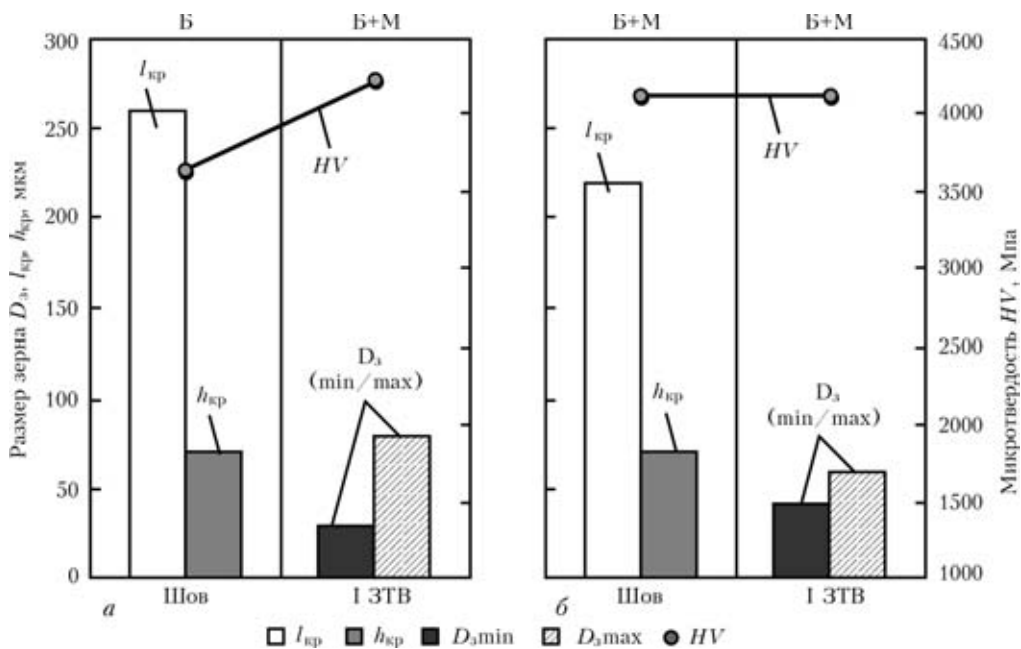 Б Б+М Б+М Б+М
300 4500
250 4000
200 3500
150 3000
100 2500
50 2000
0 1500
1000
Размер зерна Dз, lкр, hкр, мкм
Микротвердость HV, Мпа
lкр
HV
hкр
Dз
(min/max)
lкр
HV
hкр
Dз
(min/max)
а Шов I ЗТВ
б Шов I ЗТВ
lкр hкр Dзmin Dзmax HV